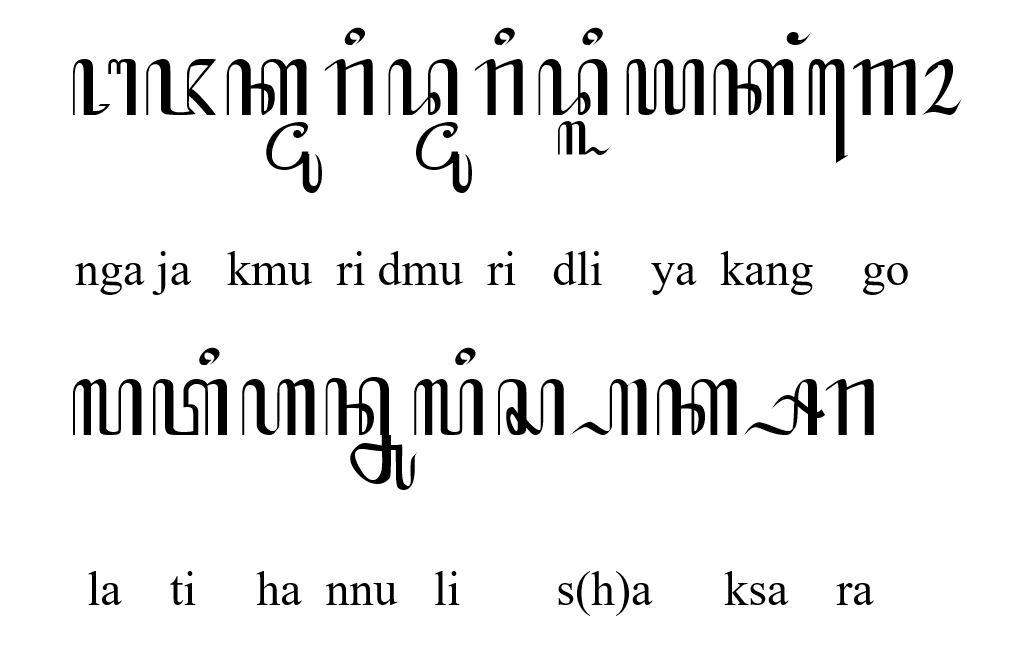 ꦔꦗꦏ꧀ꦩꦸꦫꦶꦢ꧀ꦩꦸꦫꦶꦢ꧀ꦭꦶꦪꦏꦁꦒꦺꦴ
nga ja kmu ri dmu ri dli ya kang go
ꦭꦠꦶꦲꦤ꧀ꦤꦸꦭꦶꦱ꧀ꦲꦏ꧀ꦱꦫ
la ti ha nnu li s(h)a ksa ra